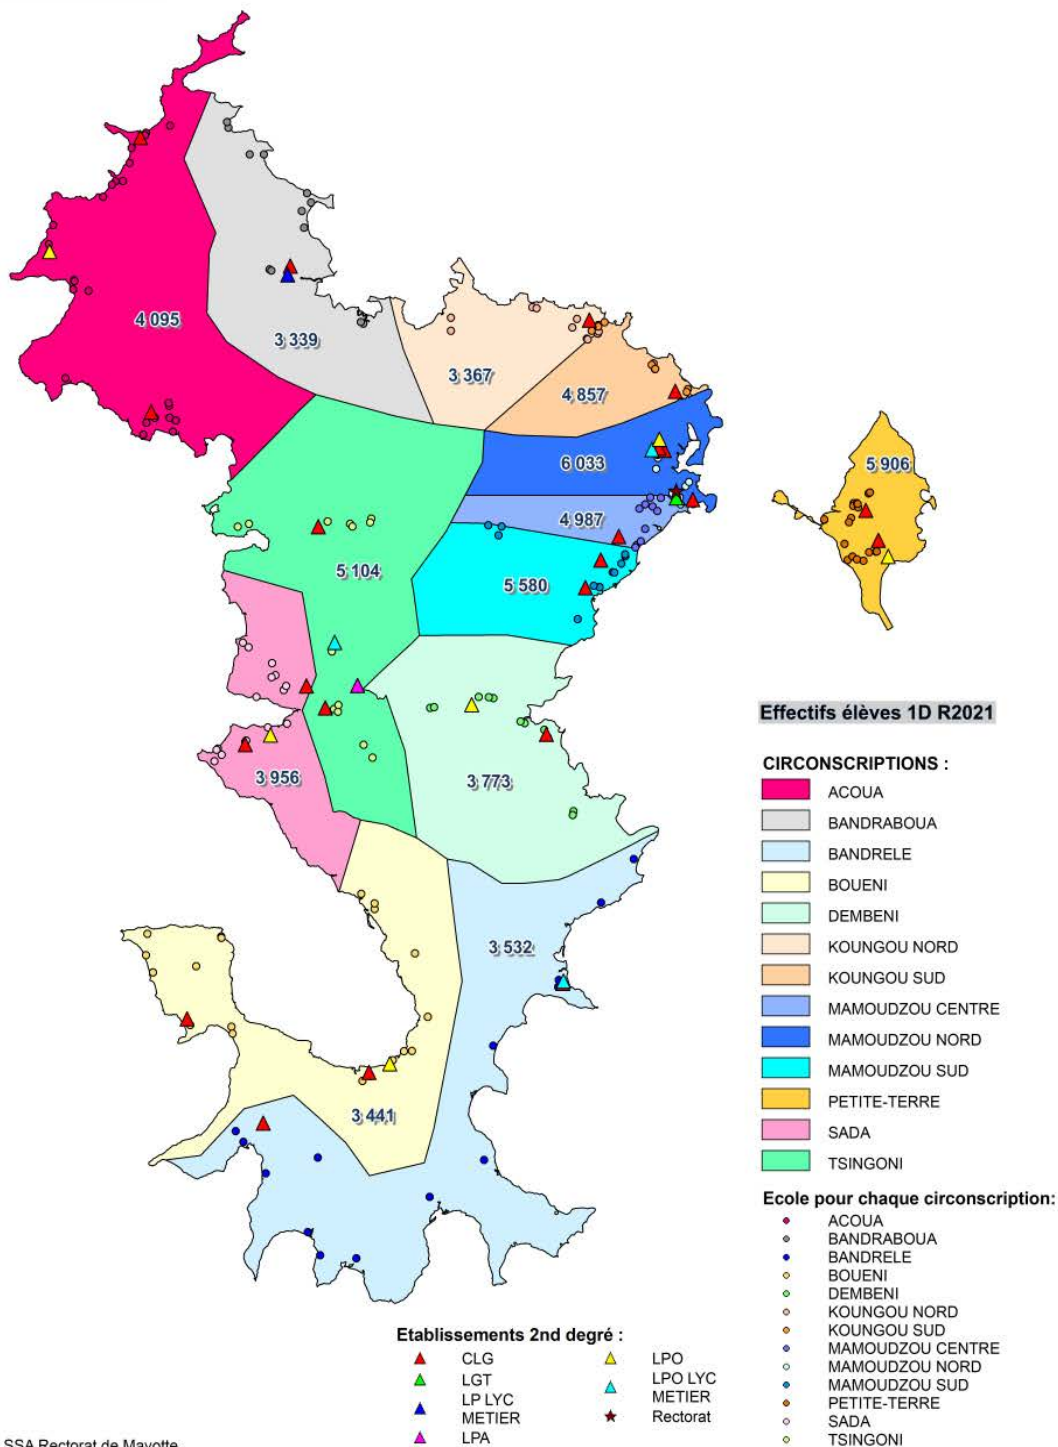 4 095
3 339
3 367
4 857
6 033
5 906
4 987
5 104
5 580
3 956
3 773
3 532
3 441
Effectifs élèves 1D R2021
CIRCONSCRIPTIONS :
ACOUA
BANDRABOUA
BANDRELE
BOUENI
DEMBENI
KOUNGOU NORD
KOUNGOU SUD
MAMOUDZOU CENTRE
MAMOUDZOU NORD
MAMOUDZOU SUD
PETITE-TERRE
SADA
TSINGONI
Ecole pour chaque circonscription:
ACOUA
BANDRABOUA
BANDRELE
BOUENI
DEMBENI
KOUNGOU NORD
KOUNGOU SUD
MAMOUDZOU CENTRE
MAMOUDZOU NORD
MAMOUDZOU SUD
PETITE-TERRE
SADA
TSINGONI
Etablissements 2nd degré :
CLG
LGT
LP LYC
METIER
LPA
LPO
LPO LYC
METIER
Rectorat
SSA Rectorat de Mayotte